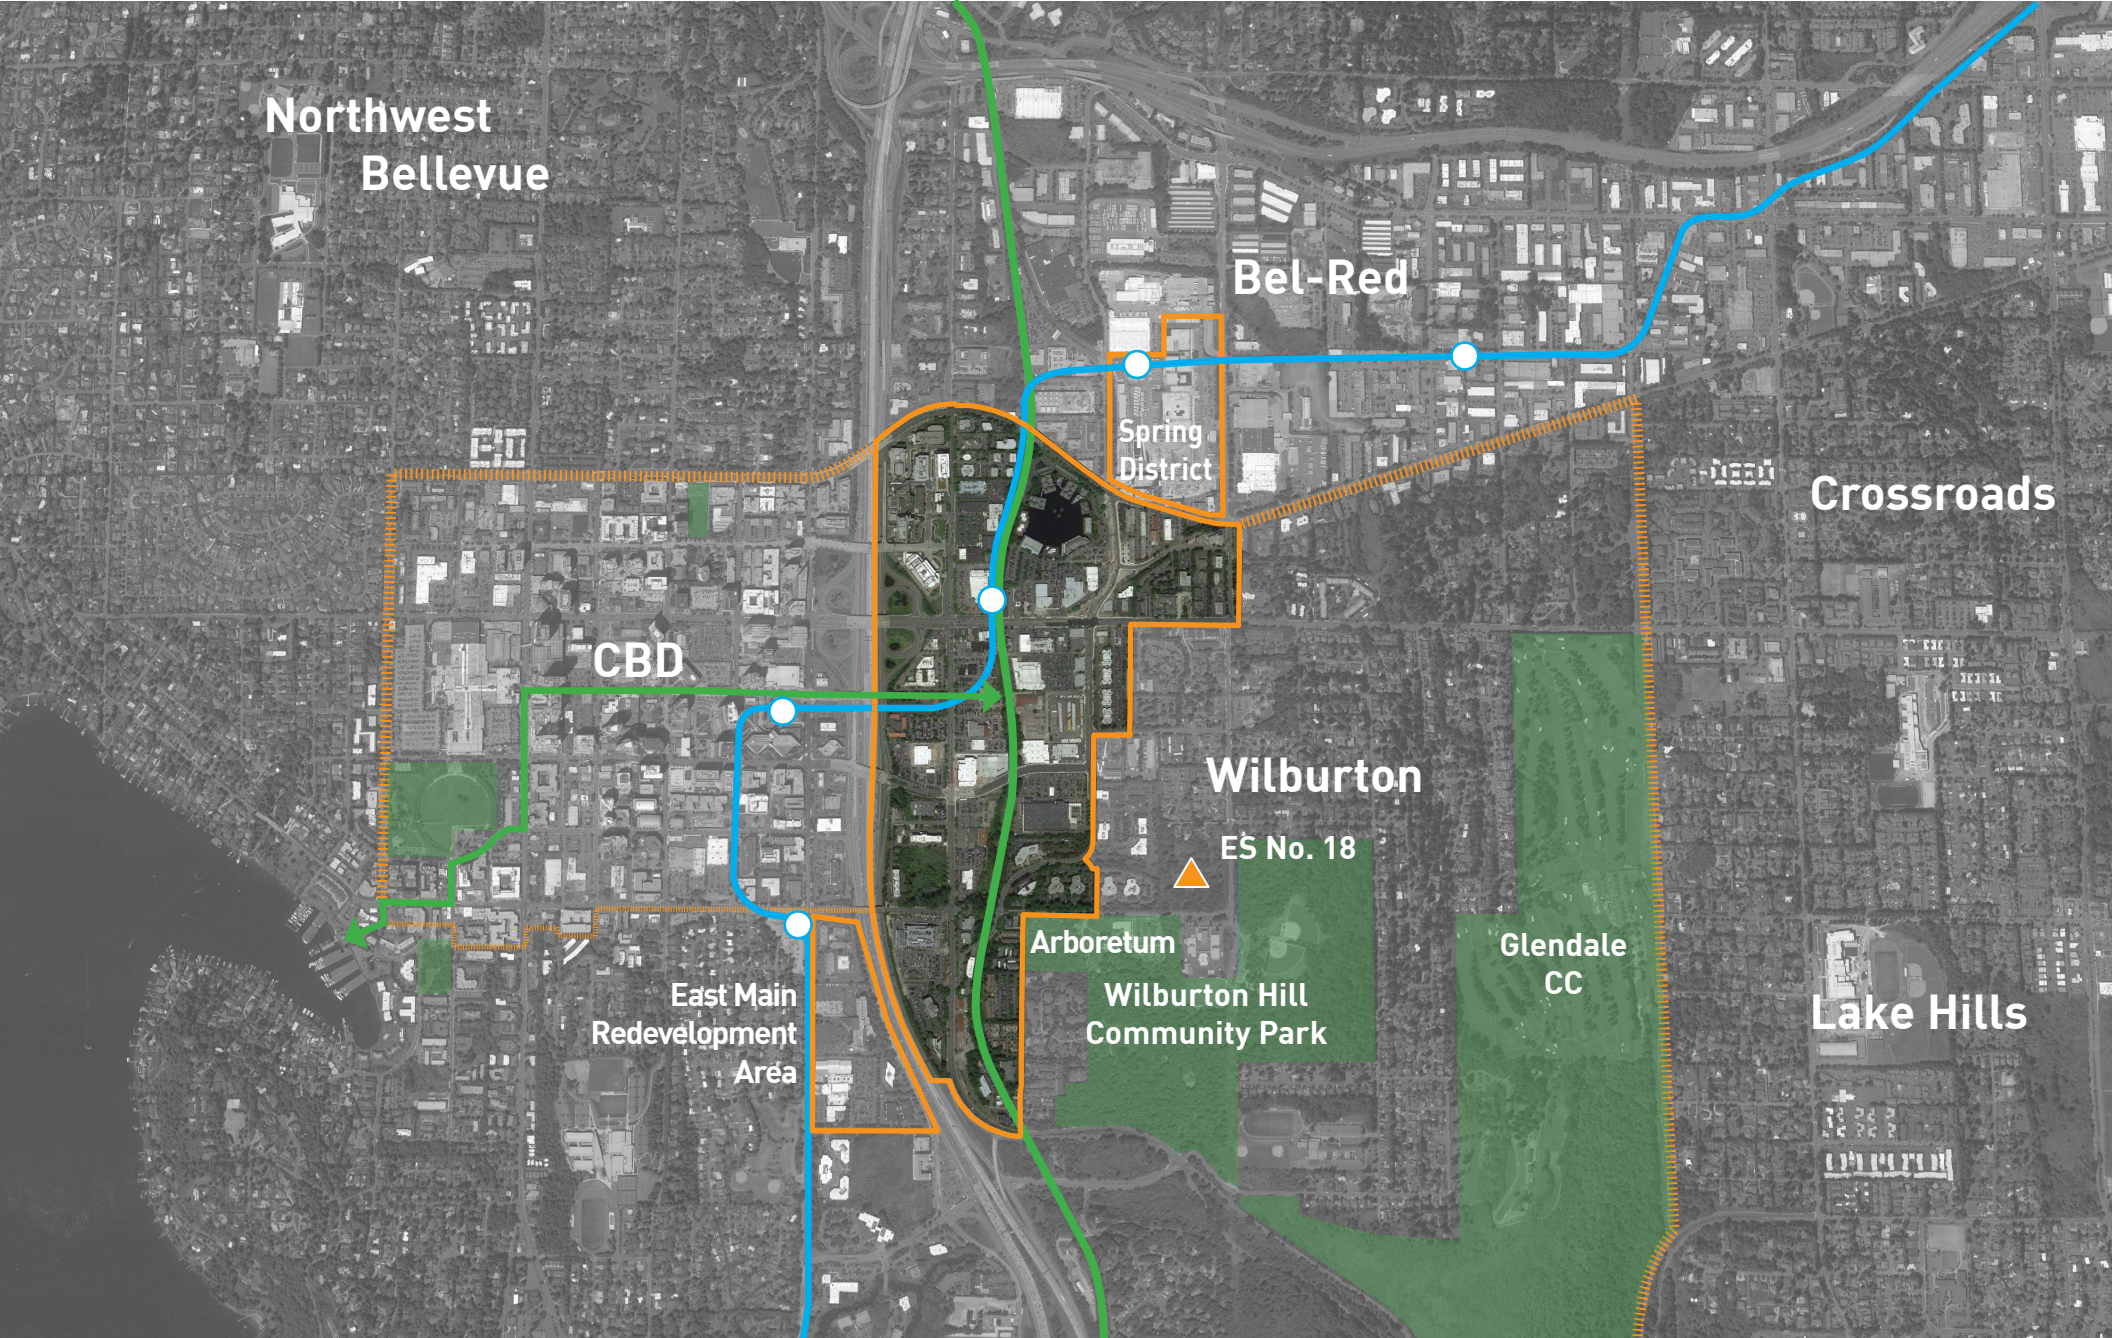 Northwest
Bellevue
Bel-Red
Spring
District
Crossroads
CBD
Wilburton
ES No. 18
Arboretum
Glendale
CC
East Main
Redevelopment
Area
Wilburton Hill
Community Park
Lake Hills